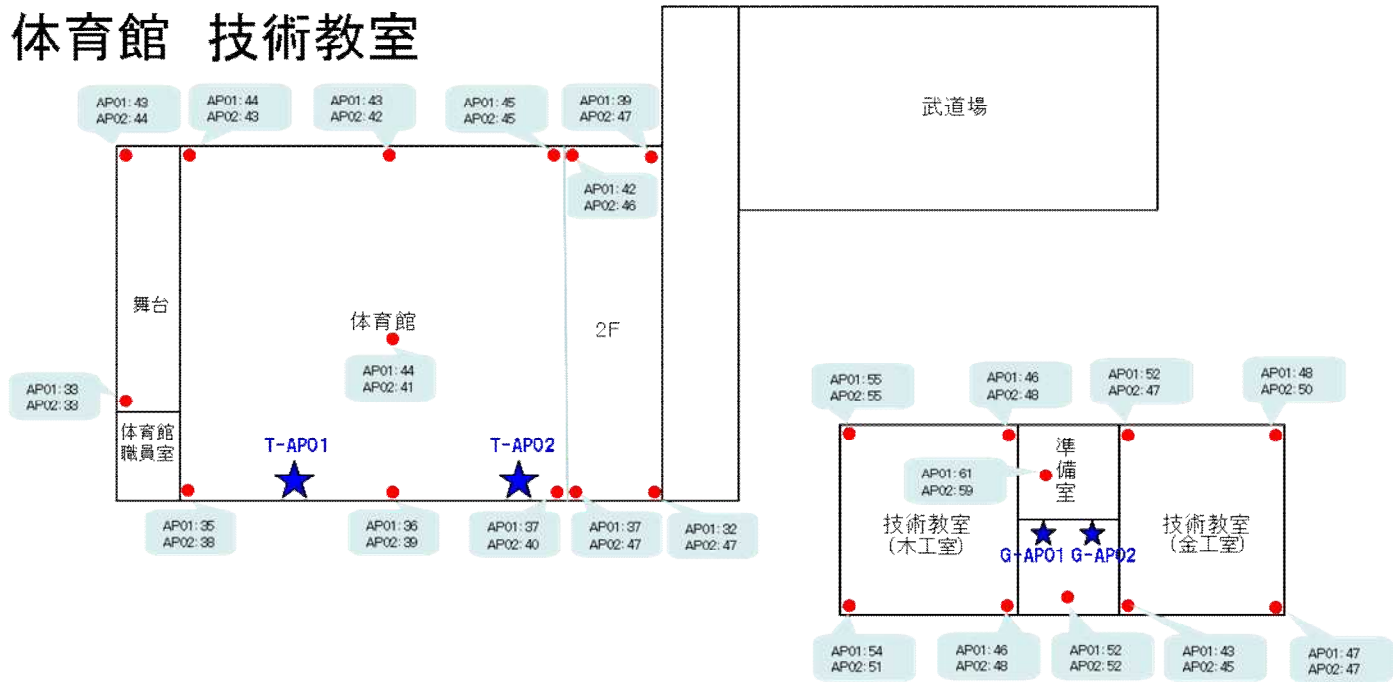 体育館 技術教室
AP01:43
AP02:44
AP01:44
AP02:43
AP01:43
AP02:42
AP01:45
AP02:45
AP01:39
AP02:47
武道場
AP01:42
AP02:46
舞台
体育館
2F
AP01:44
AP02:41
AP01:33
AP02:33
体育館
職員室
T-AP01
T-AP02
AP01:35
AP02:38
AP01:36
AP02:39
AP01:37
AP02:40
AP01:37
AP02:47
AP01:32
AP02:47
AP01:55
AP02:55
AP01:46
AP02:48
AP01:52
AP02:47
AP01:48
AP02:50
準
備
室
AP01:61
AP02:59
技術教室
(木工室)
G-AP01
G-AP02
技術教室
(金工室)
AP01:54
AP02:51
AP01:46
AP02:48
AP01:52
AP02:52
AP01:43
AP02:45
AP01:47
AP02:47